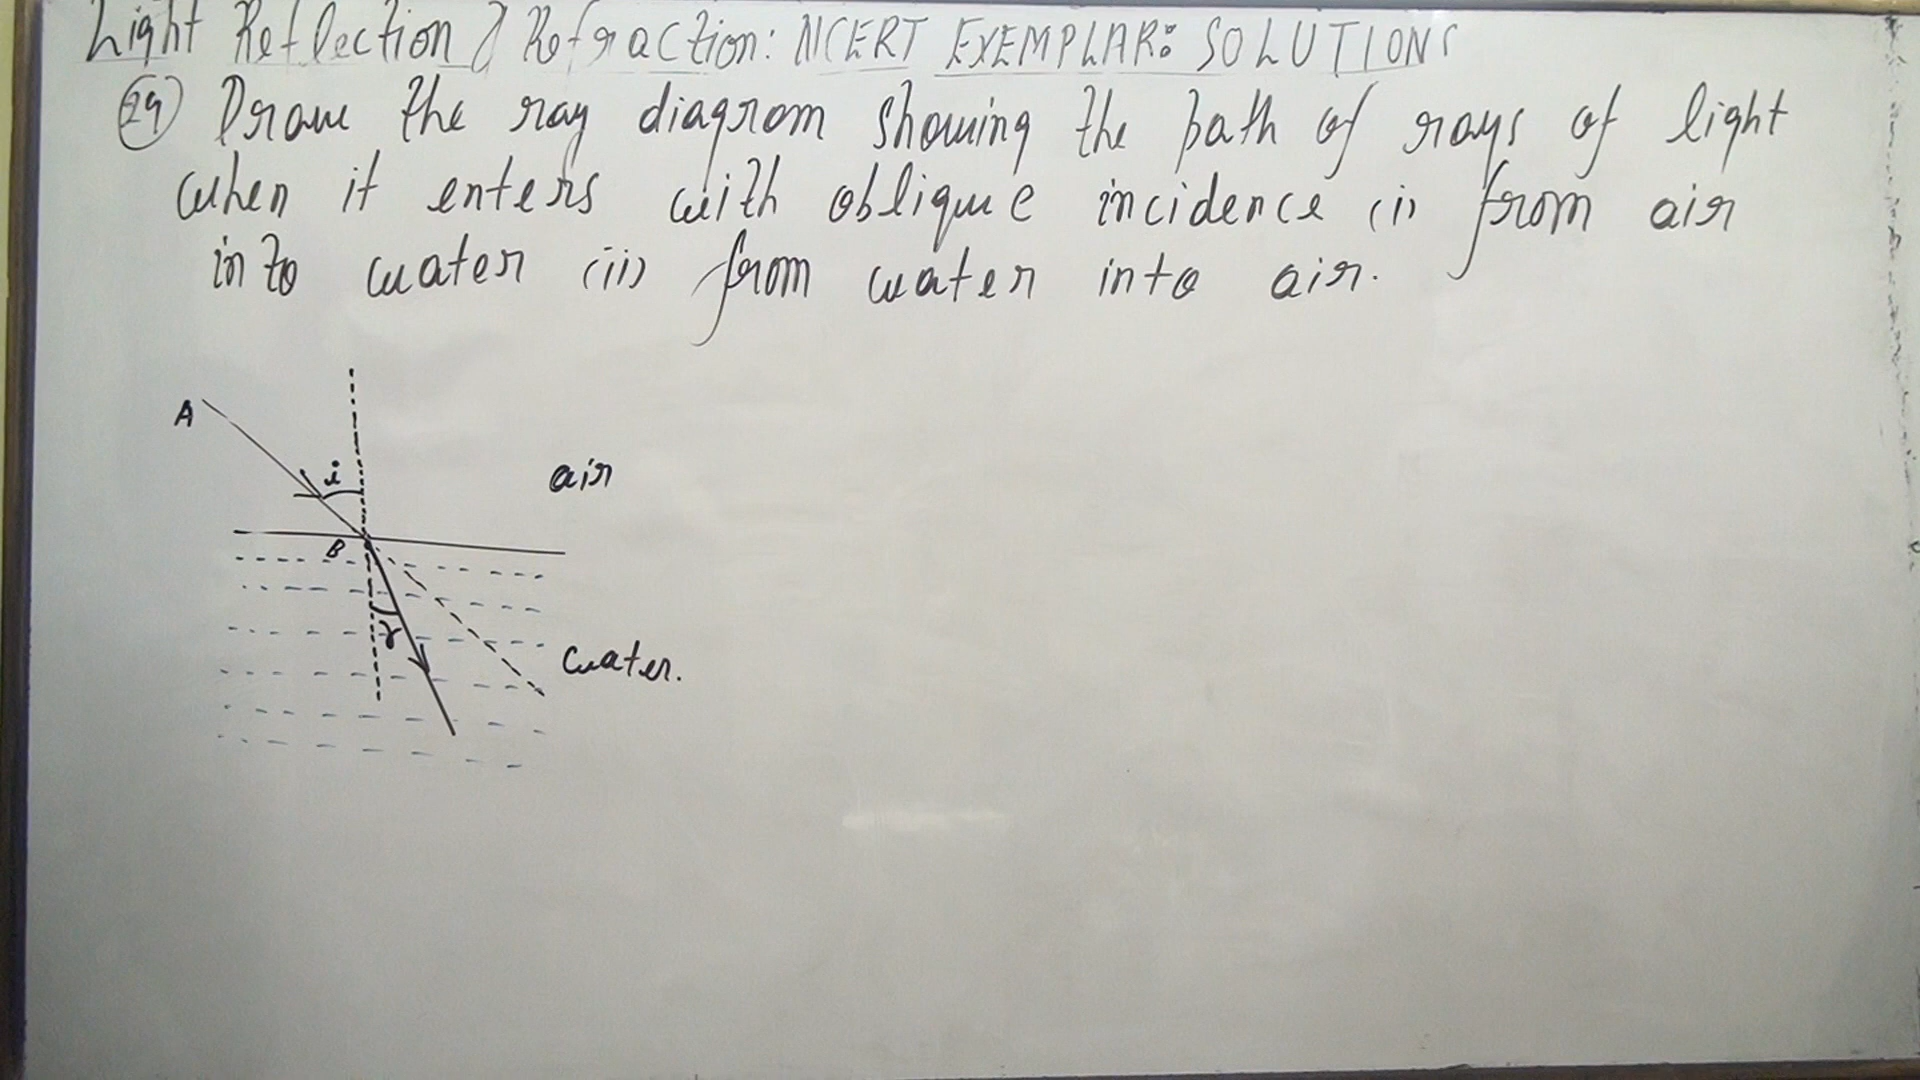 Light Reflection & Refraction: NCERT EXEMPLAR: SOLUTIONS
29 Draw the ray diagram showing the path of rays of light
when it enters with oblique incidence (i) from air
into water (ii) from water into air.
A
i
air
B
r
water.